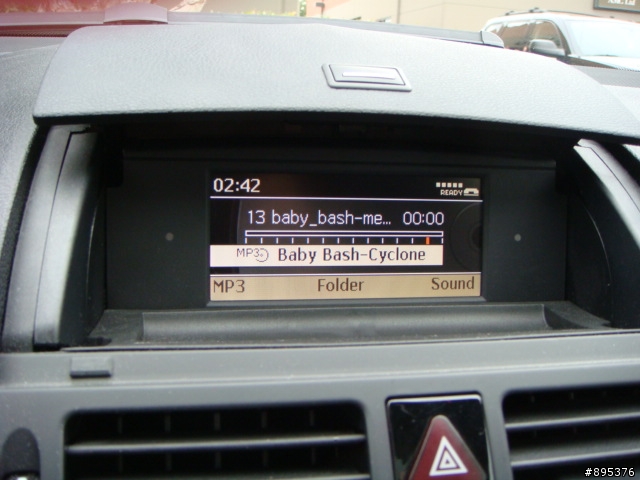 02:42
READY
13 baby_bash-me... 00:00
MP3 Baby Bash-Cyclone
MP3 Folder Sound
#895376